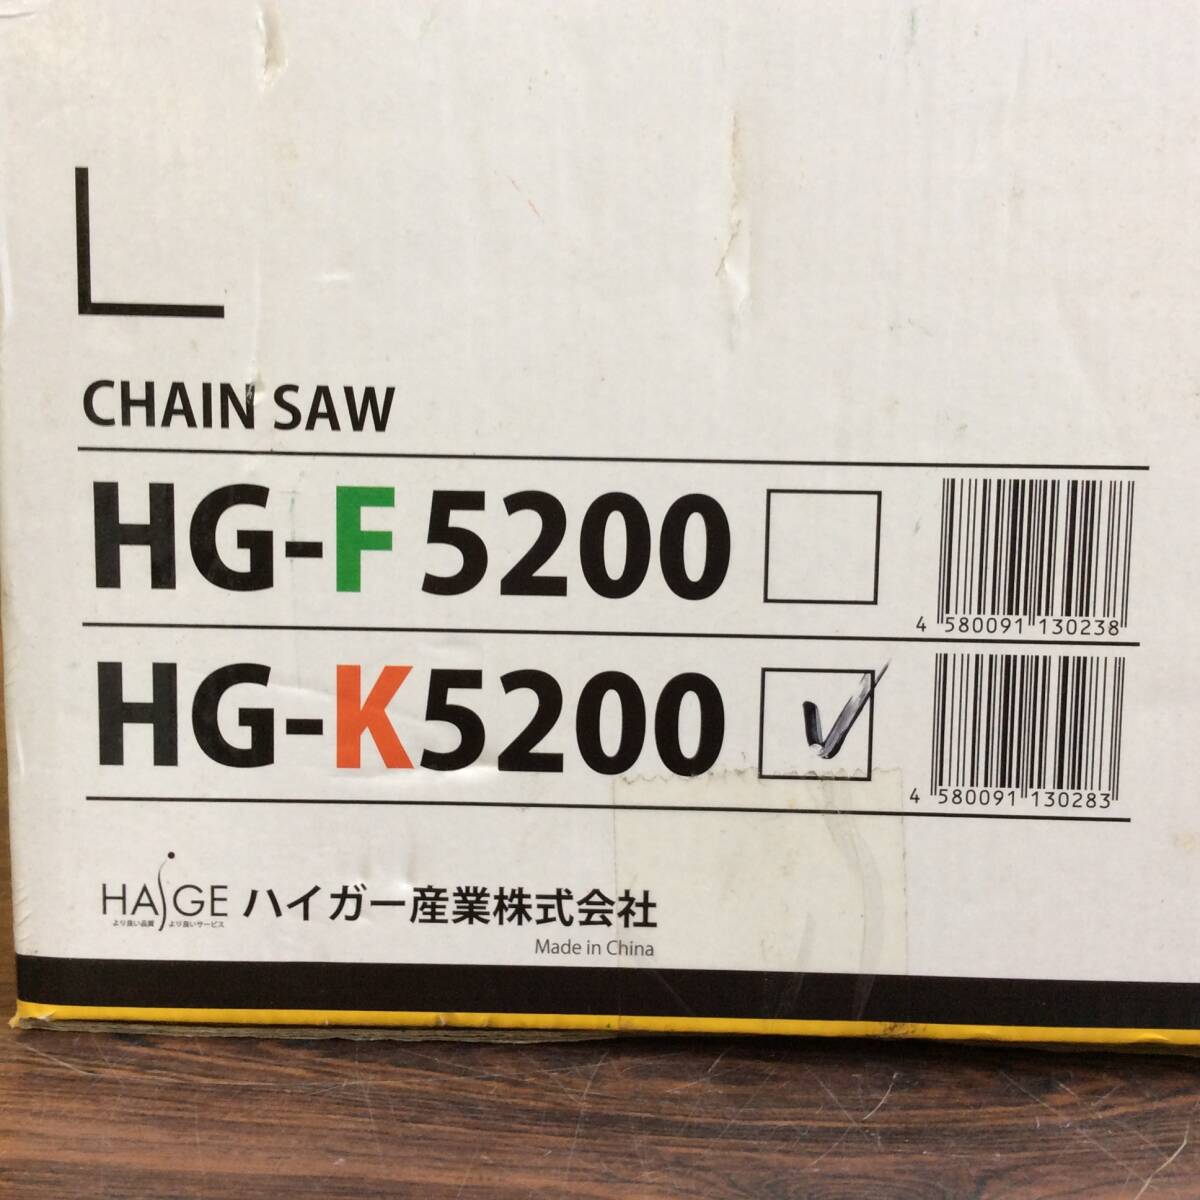 CHAIN SAW
HG-F5200
4 580091 130238
HG-K5200
4 580091 130283
HAIGE ハイガー産業株式会社
より良い品質 より良いサービス
Made in China